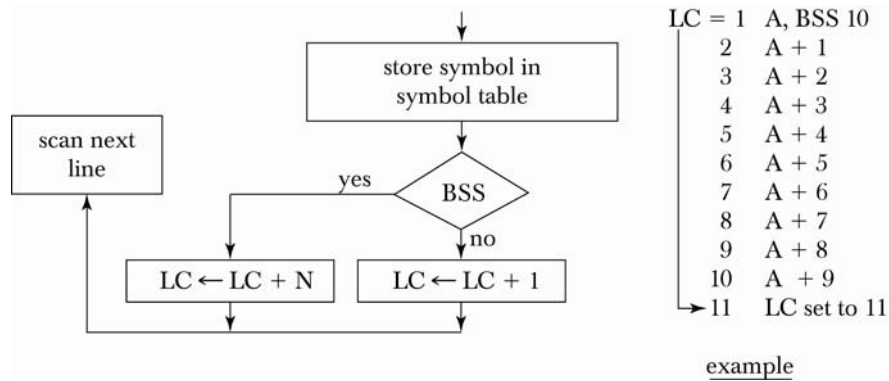 store symbol in
symbol table
scan next
line
yes
BSS
no
LC ← LC + N
LC ← LC + 1
LC = 1 A, BSS 10
2 A + 1
3 A + 2
4 A + 3
5 A + 4
6 A + 5
7 A + 6
8 A + 7
9 A + 8
10 A + 9
11 LC set to 11
example